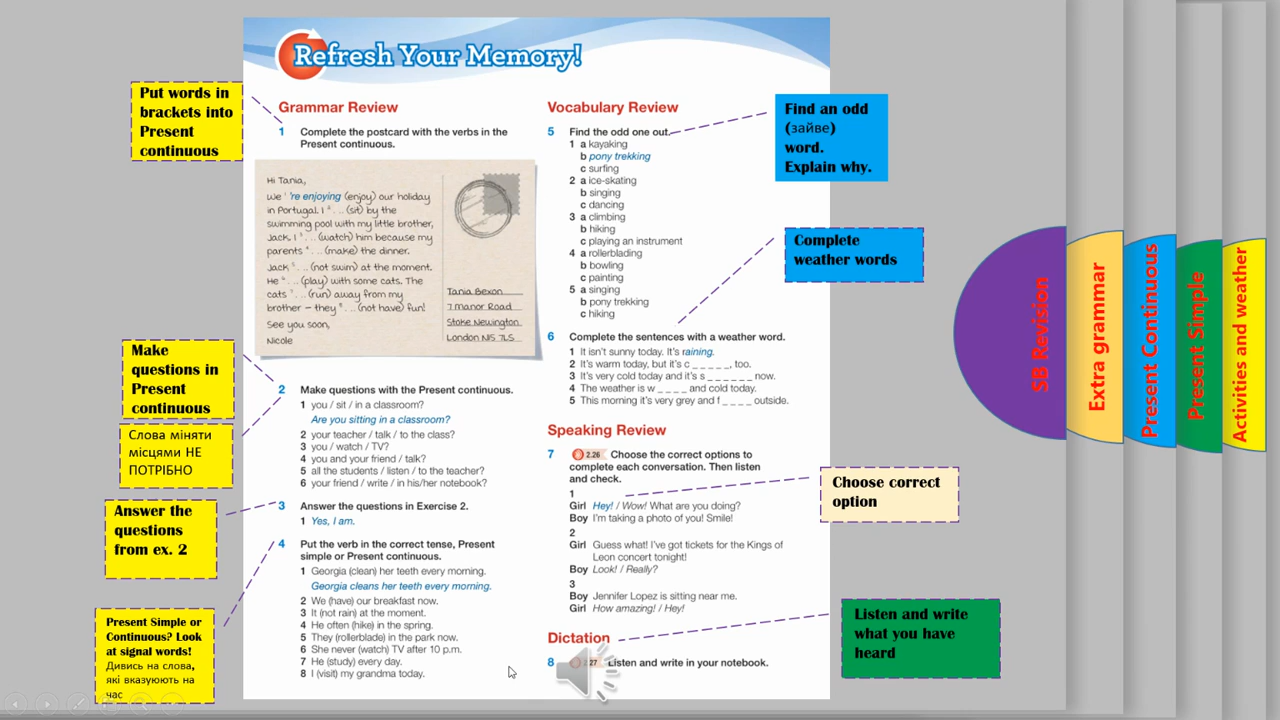 Refresh Your Memory!
Put words in
brackets into
Present
continuous
Grammar Review
1 Complete the postcard with the verbs in the
Present continuous.
Hi Tania,
We ¹ 're enjoying (enjoy) our holiday
in Portugal. I ² ... (sit) by the
swimming pool with my little brother,
Jack. I ³ ... (watch) him because my
parents ⁴ ... (make) the dinner.
Jack ⁵ ... (not swim) at the moment.
He ⁶ ... (play) with some cats. The
cats ⁷ ... (run) away from my
brother – they ⁸ ... (not have) fun!
See you soon,
Nicole
Tania Bexon
7 Manor Road
Stoke Newington
London N15 7LS
Make
questions in
Present
continuous
Слова міняти
місцями НЕ
ПОТРІБНО
2 Make questions with the Present continuous.
1 you / sit / in a classroom?
Are you sitting in a classroom?
2 your teacher / talk / to the class?
3 you / watch / TV?
4 you and your friend / talk?
5 all the students / listen / to the teacher?
6 your friend / write / in his/her notebook?
Answer the
questions
from ex. 2
3 Answer the questions in Exercise 2.
1 Yes, I am.
4 Put the verb in the correct tense, Present
simple or Present continuous.
1 Georgia (clean) her teeth every morning.
Georgia cleans her teeth every morning.
2 We (have) our breakfast now.
3 It (not rain) at the moment.
4 He often (hike) in the spring.
5 They (rollerblade) in the park now.
6 She never (watch) TV after 10 p.m.
7 He (study) every day.
8 I (visit) my grandma today.
Present Simple or
Continuous? Look
at signal words!
Дивись на слова,
які вказуюють на
час
Vocabulary Review
5 Find the odd one out.
1 a kayaking
b pony trekking
c surfing
2 a ice-skating
b singing
c dancing
3 a climbing
b hiking
c playing an instrument
4 a rollerblading
b bowling
c painting
5 a singing
b pony trekking
c hiking
Find an odd
(зайве)
word.
Explain why.
Complete
weather words
6 Complete the sentences with a weather word.
1 It isn't sunny today. It's raining.
2 It's warm today, but it's c _ _ _ _ _, too.
3 It's very cold today and it's s _ _ _ _ _ _ now.
4 The weather is w _ _ _ _ and cold today.
5 This morning it's very grey and f _ _ _ _ outside.
Speaking Review
7 2.26 Choose the correct options to
complete each conversation. Then listen
and check.
1
Girl Hey! / Wow! What are you doing?
Boy I'm taking a photo of you! Smile!
2
Girl Guess what! I've got tickets for the Kings of
Leon concert tonight!
Boy Look! / Really?
3
Boy Jennifer Lopez is sitting near me.
Girl How amazing! / Hey!
Choose correct
option
Dictation
8 2.27 Listen and write in your notebook.
Listen and write
what you have
heard
SB Revision
Extra grammar
Present Continuous
Present Simple
Activities and weather